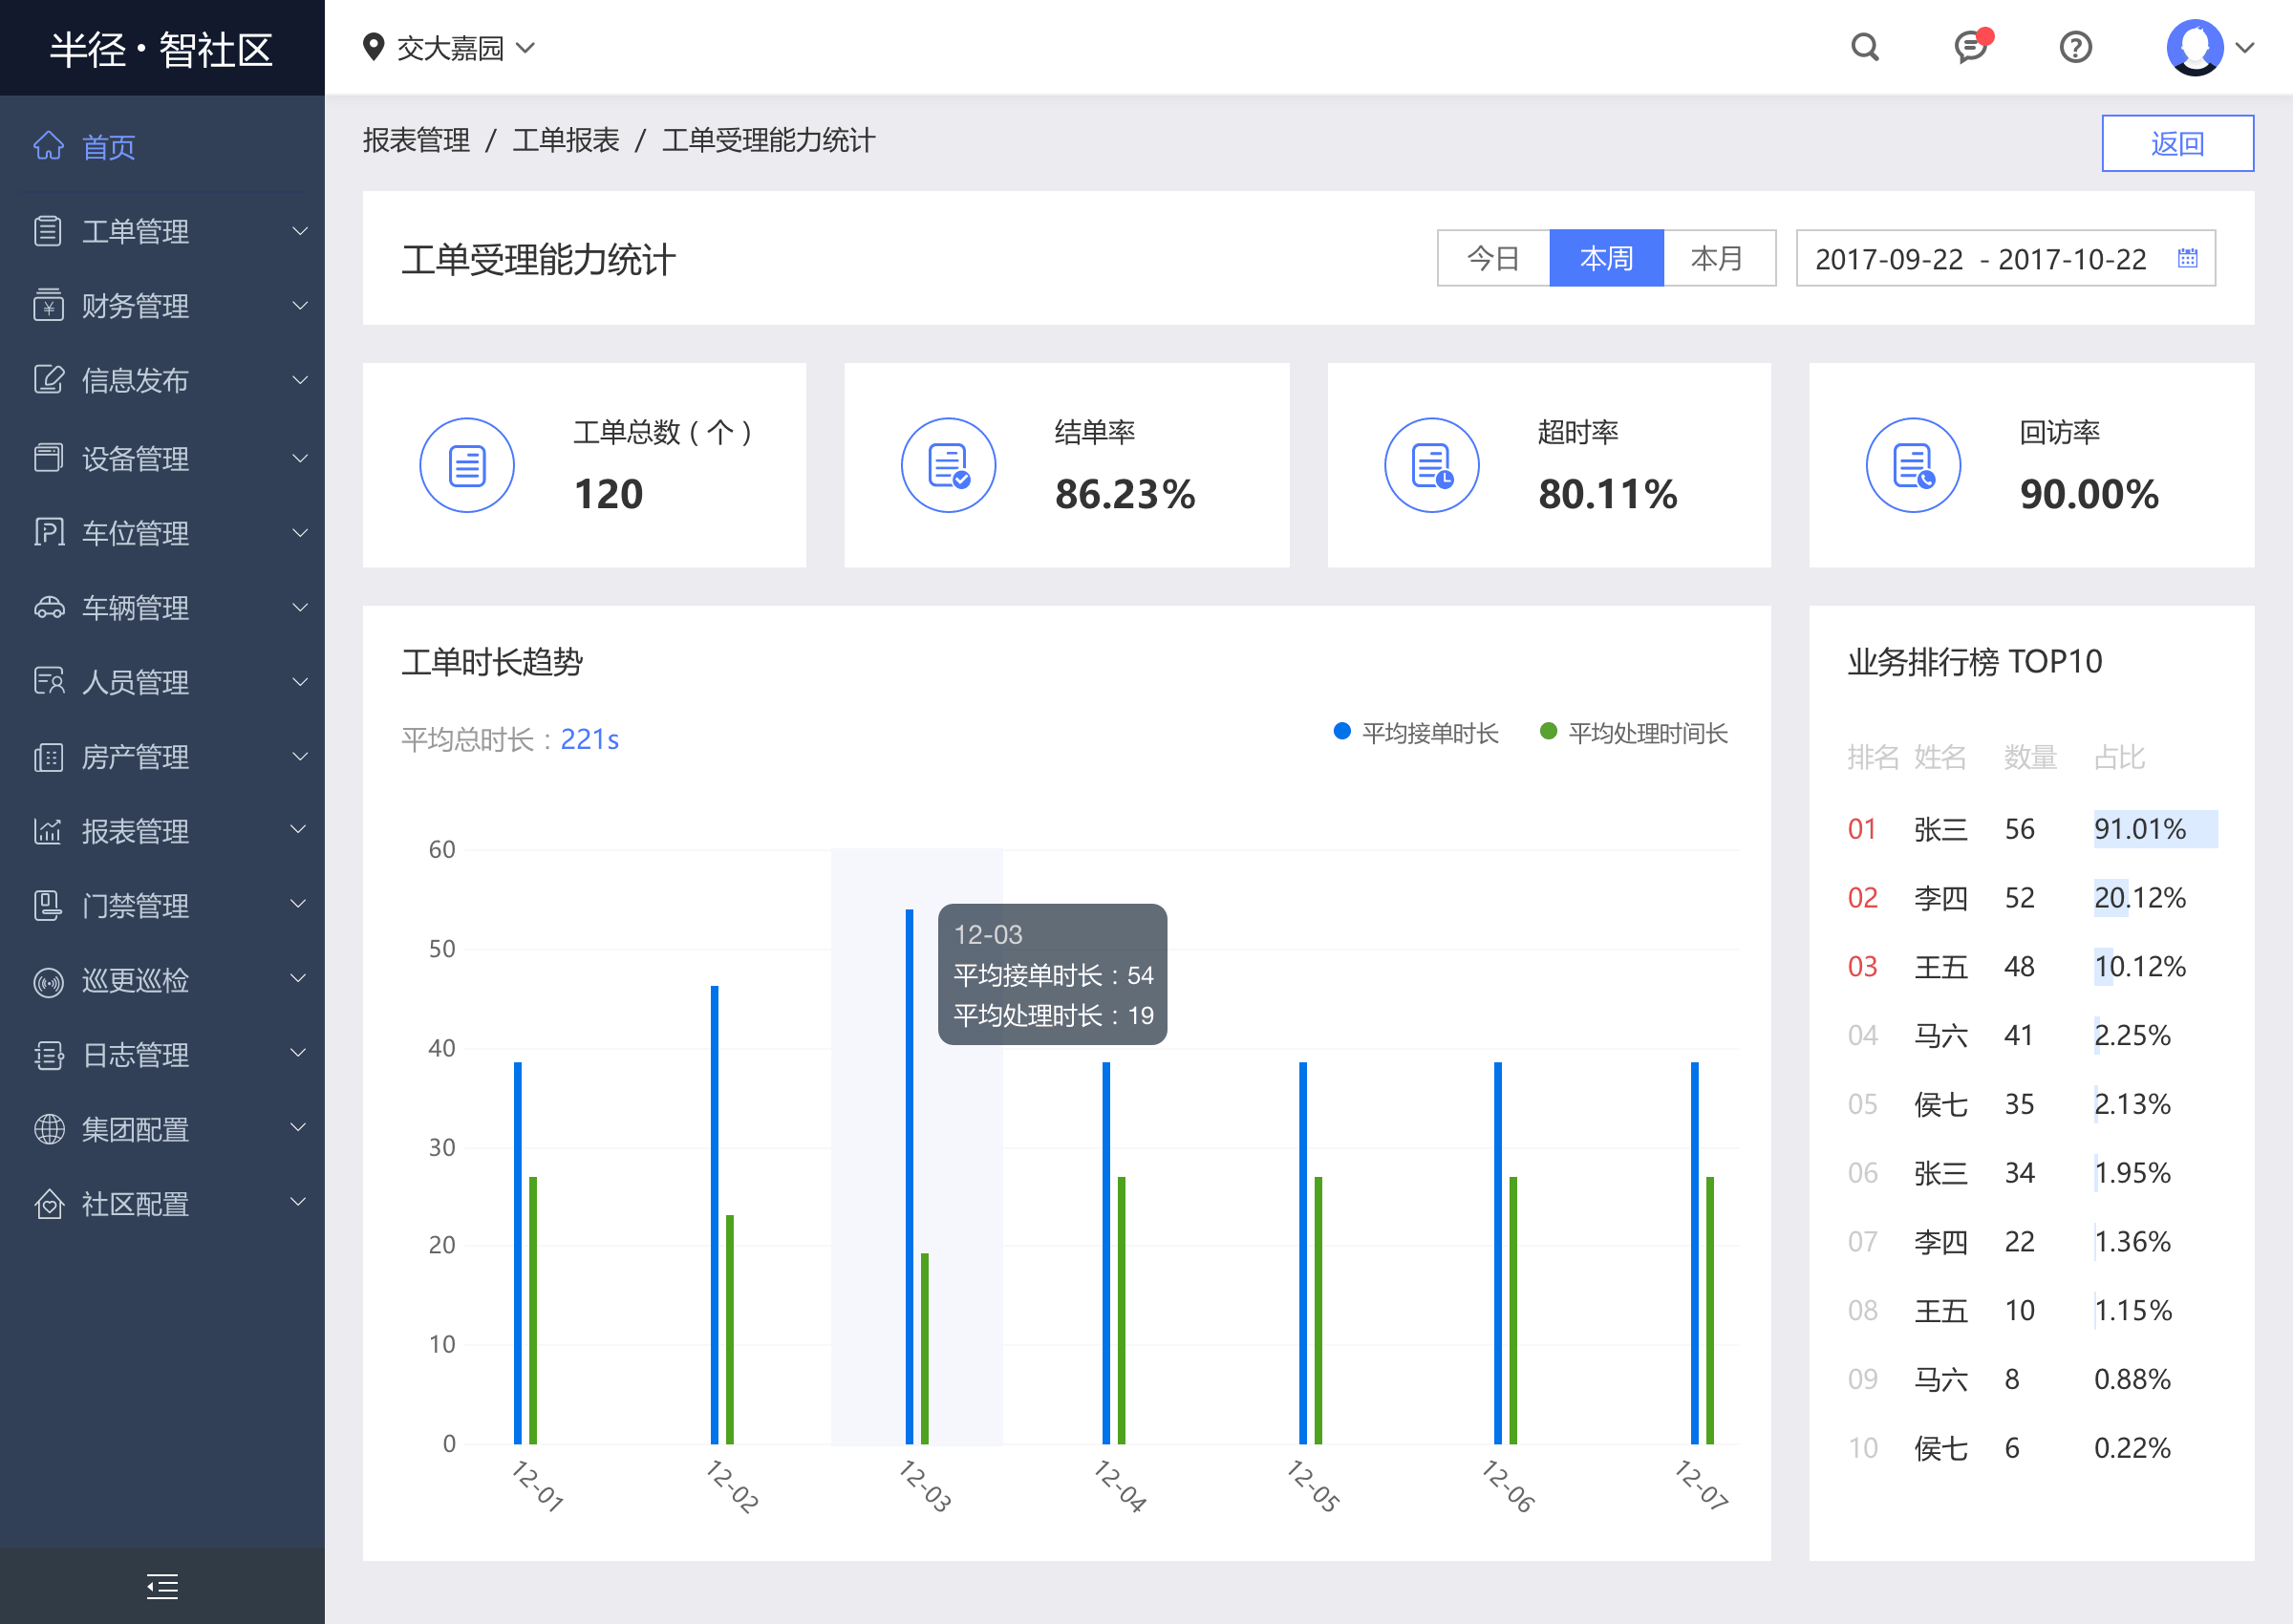 半径·智社区
交大嘉园
首页
工单管理
财务管理
信息发布
设备管理
车位管理
车辆管理
人员管理
房产管理
报表管理
门禁管理
巡更巡检
日志管理
集团配置
社区配置
报表管理 / 工单报表 / 工单受理能力统计
返回
工单受理能力统计
今日 本周 本月 2017-09-22 - 2017-10-22
工单总数（个）
120
结单率
86.23%
超时率
80.11%
回访率
90.00%
工单时长趋势
平均总时长：221s
平均接单时长 平均处理时间长
60
50
40
30
20
10
0
12-03
平均接单时长：54
平均处理时长：19
12-01 12-02 12-03 12-04 12-05 12-06 12-07
业务排行榜 TOP10
排名 姓名 数量 占比
01 张三 56 91.01%
02 李四 52 20.12%
03 王五 48 10.12%
04 马六 41 2.25%
05 侯七 35 2.13%
06 张三 34 1.95%
07 李四 22 1.36%
08 王五 10 1.15%
09 马六 8 0.88%
10 侯七 6 0.22%